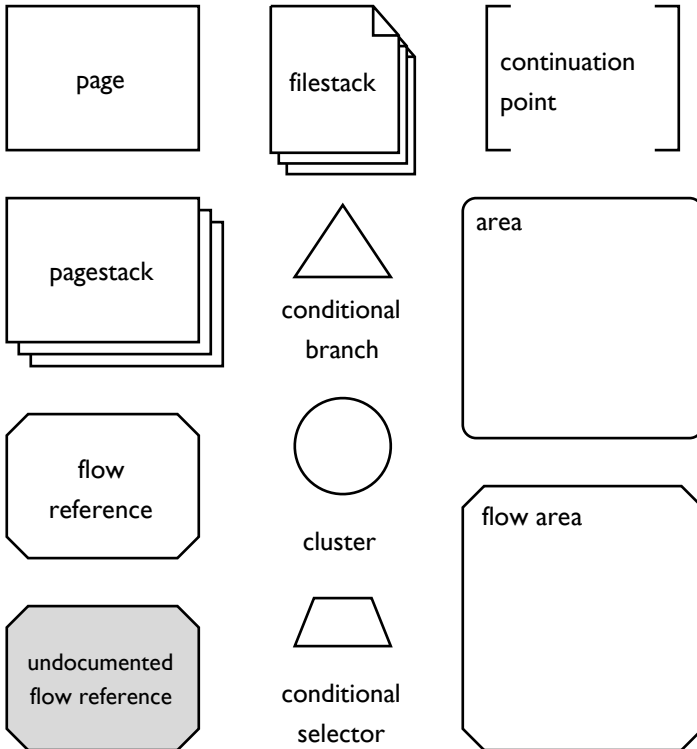 page
filestack
continuation
point
pagestack
conditional
branch
area
flow
reference
cluster
flow area
undocumented
flow reference
conditional
selector